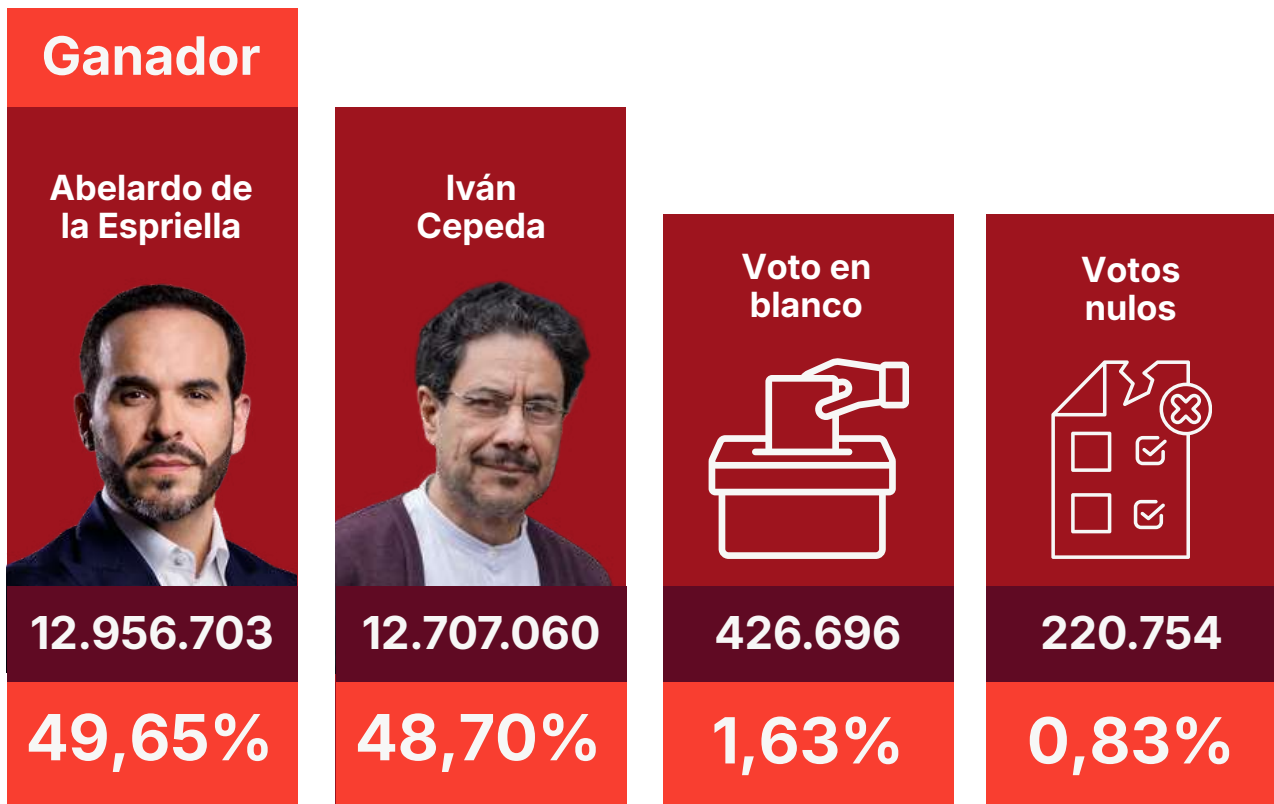 Ganador
Abelardo de
la Espriella
12.956.703
49,65%
Iván
Cepeda
12.707.060
48,70%
Voto en
blanco
426.696
1,63%
Votos
nulos
220.754
0,83%